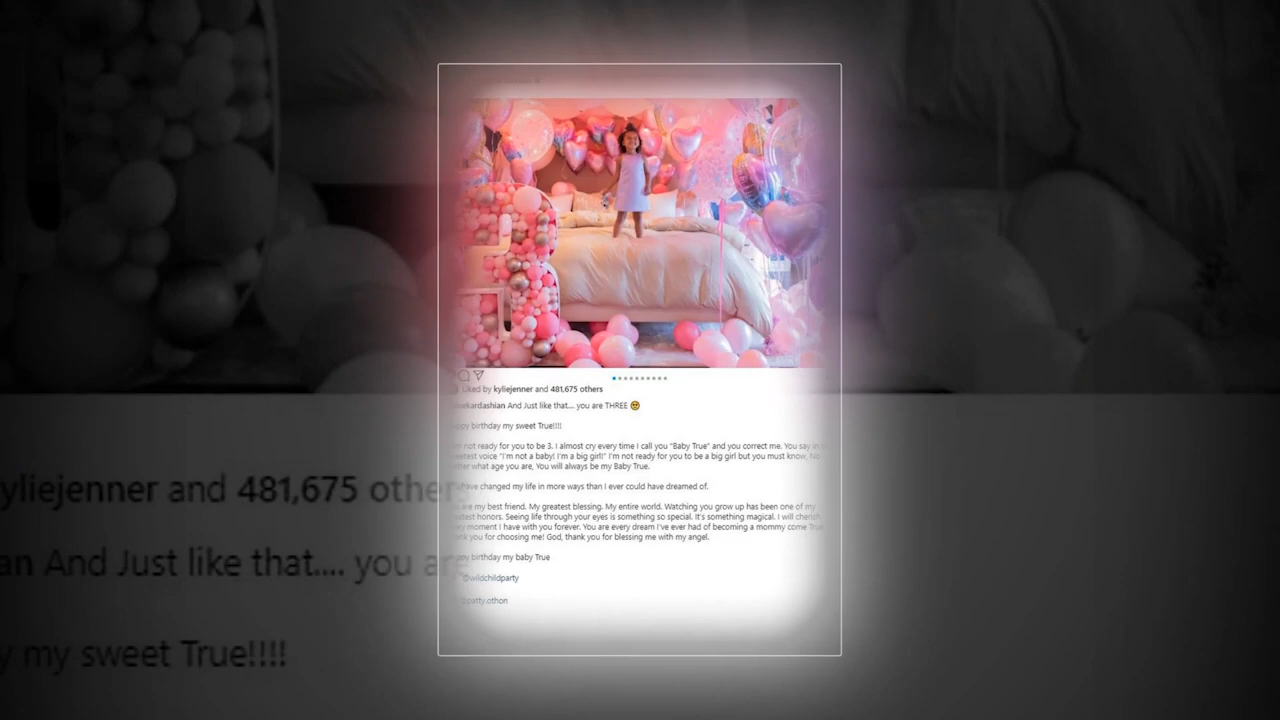 Liked by kyliejenner and 481,675 others
And Just like that.... you are THREE 🥺
birthday my sweet True!!!!
not ready for you to be 3. I almost cry every time I call you "Baby True" and you correct me. You say in
voice "I'm not a baby! I'm a big girl!" I'm not ready for you to be a big girl but you must know, No
what age you are, You will always be my Baby True.
have changed my life in more ways than I ever could have dreamed of.
are my best friend. My greatest blessing. My entire world. Watching you grow up has been one of my
honors. Seeing life through your eyes is something so special. It's something magical. I will cherish
moment I have with you forever. You are every dream I've ever had of becoming a mommy come True
you for choosing me! God, thank you for blessing me with my angel.
birthday my baby True
@wildchildparty
@patty.othon
yliejenner and 481,675 othe
an And Just like that.... you are
y my sweet True!!!!